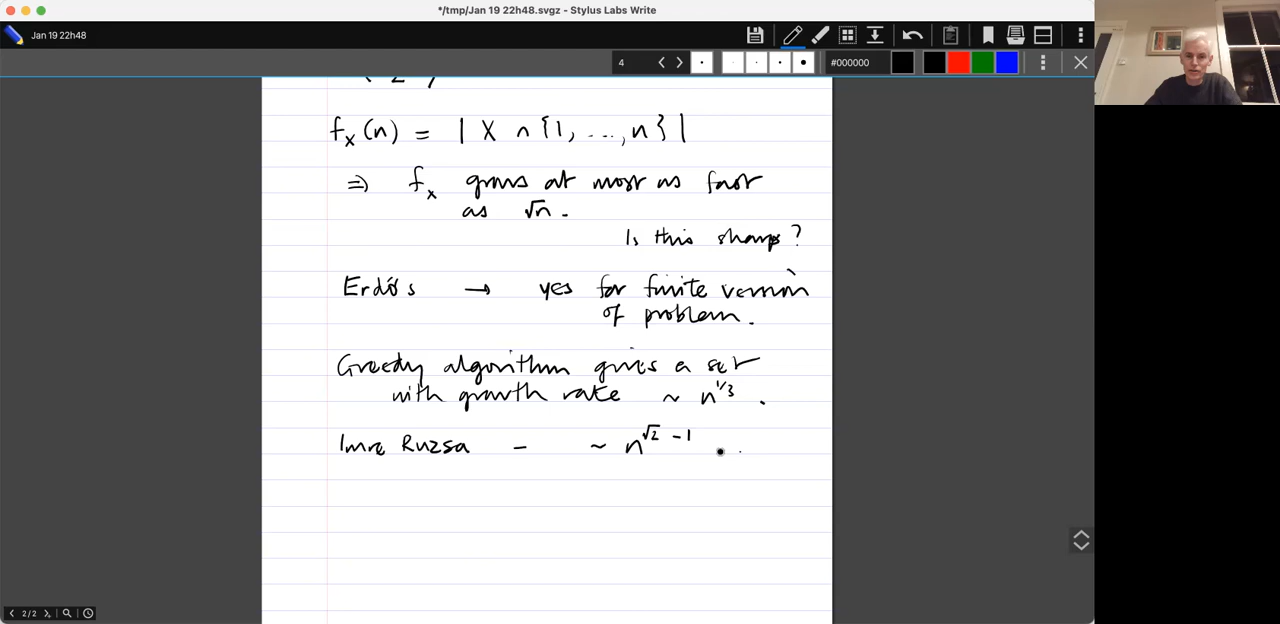 */tmp/Jan 19 22h48.svgz - Stylus Labs Write
Jan 19 22h48
4
#000000
f_x(n) = | X ∩ {1, ..., n} |
⇒ f_x grows at most as fast
as √n.
Is this sharp?
Erdős → yes for finite version
of problem.
Greedy algorithm gives a set
with growth rate ~ n^{1/3}.
Imre Ruzsa - ~ n^{√2 -1}.
2/2